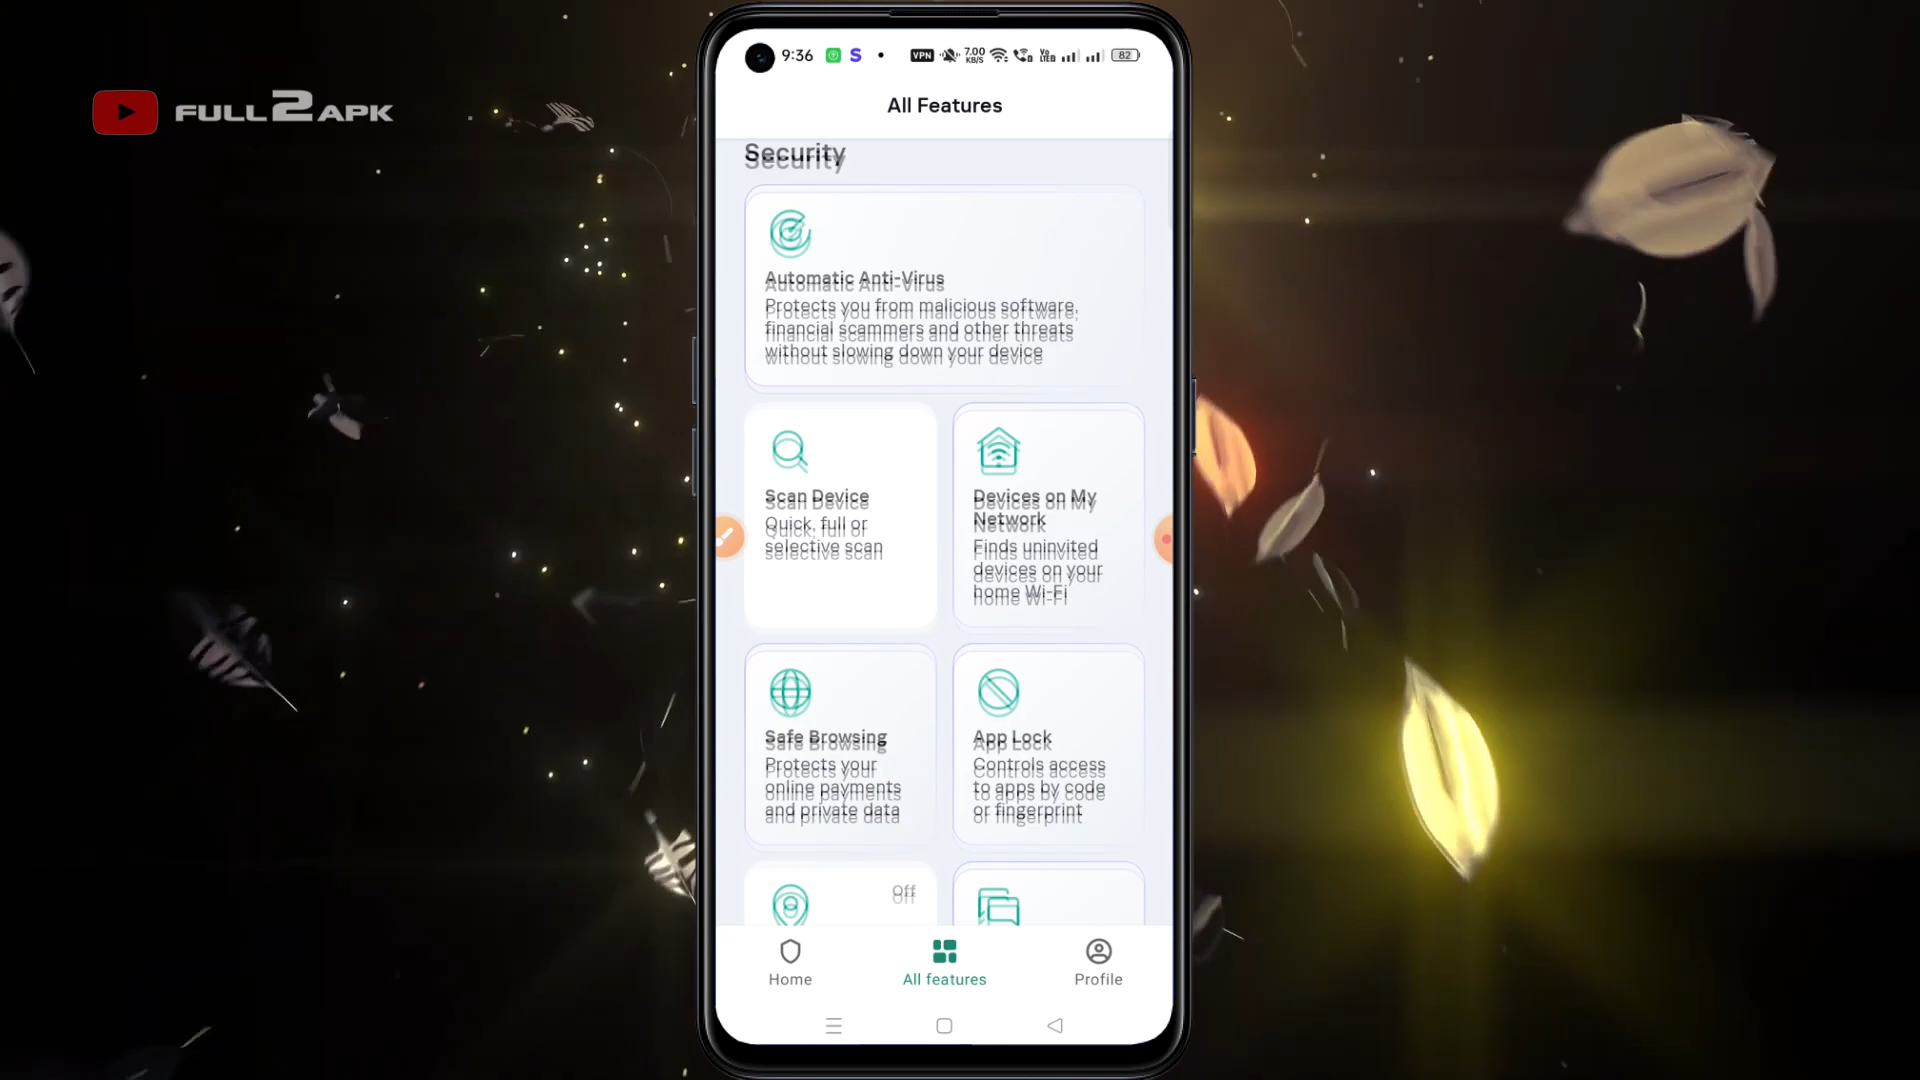 FULL2APK
9:36
S
VPN
7.00
KB/S
Vo
LTE
82
All Features
Security
Automatic Anti-Virus
Protects you from malicious software,
financial scammers and other threats
without slowing down your device
Scan Device
Quick, full or
selective scan
Devices on My
Network
Finds uninvited
devices on your
home Wi-Fi
Safe Browsing
Protects your
online payments
and private data
App Lock
Controls access
to apps by code
or fingerprint
Off
Home
All features
Profile